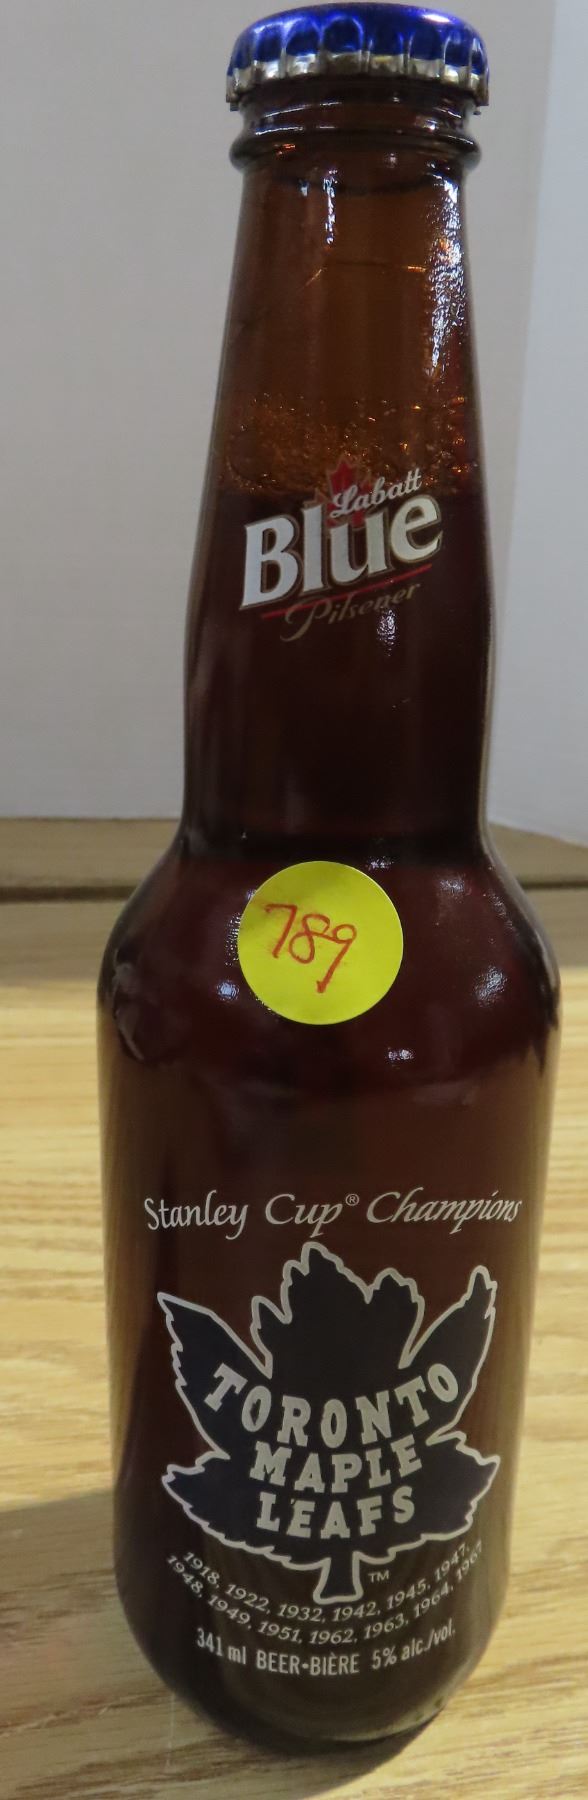 Labatt
Blue
Pilsener
789
Stanley Cup® Champions
TORONTO
MAPLE
LEAFS
TM
1918, 1922, 1932, 1942, 1945, 1947,
1948, 1949, 1951, 1962, 1963, 1964, 1967
341 ml BEER•BIÈRE 5% alc./vol.